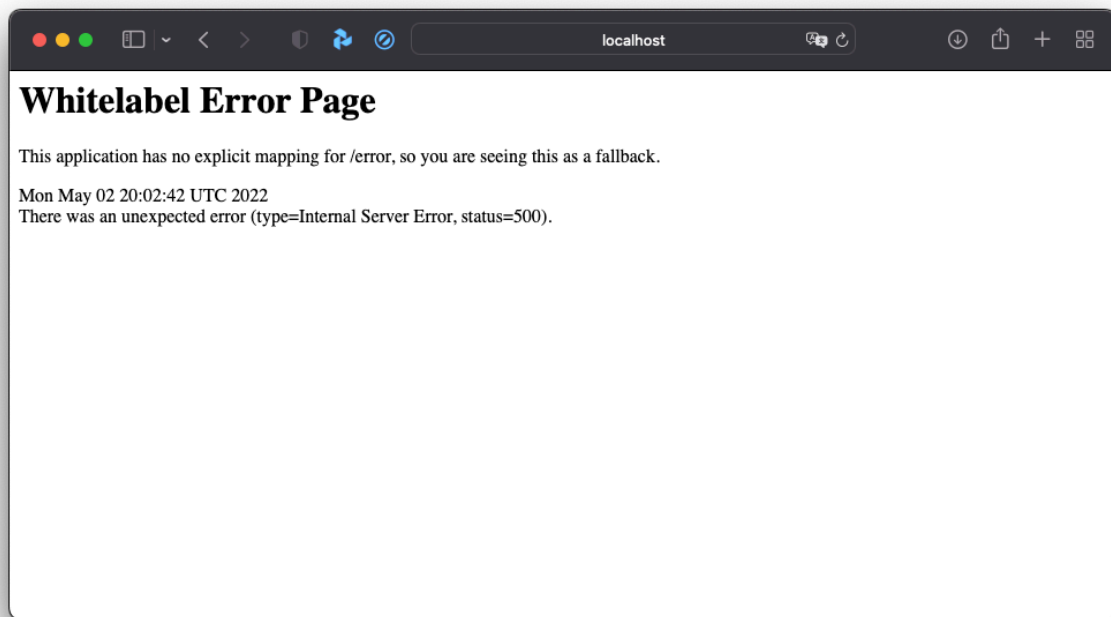 localhost
Whitelabel Error Page
This application has no explicit mapping for /error, so you are seeing this as a fallback.
Mon May 02 20:02:42 UTC 2022
There was an unexpected error (type=Internal Server Error, status=500).